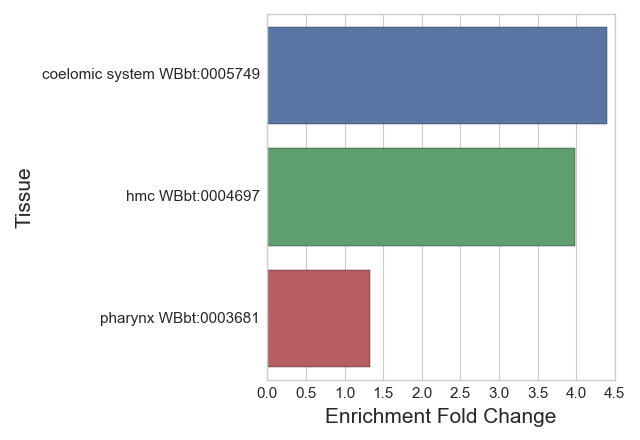 Tissue
coelomic system WBbt:0005749
hmc WBbt:0004697
pharynx WBbt:0003681
0.0 0.5 1.0 1.5 2.0 2.5 3.0 3.5 4.0 4.5
Enrichment Fold Change